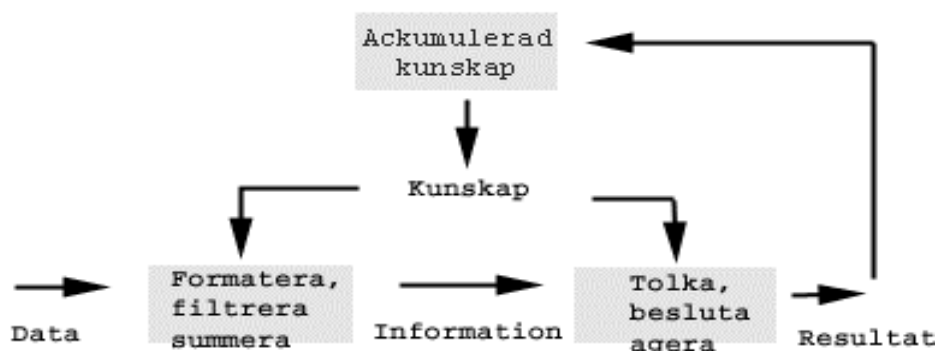 Ackumulerad
kunskap
Kunskap
Formatera,
filtrera
summera
Tolka,
besluta
agera
Data
Information
Resultat